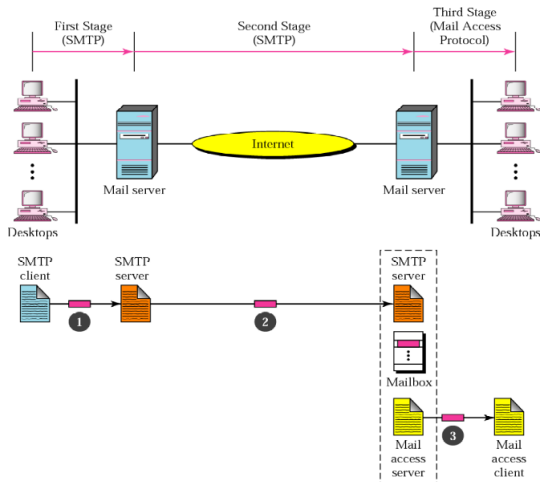 First Stage
(SMTP)
Second Stage
(SMTP)
Third Stage
(Mail Access
Protocol)
Internet
Mail server
Mail server
Desktops
Desktops
SMTP
client
SMTP
server
SMTP
server
1
2
Mailbox
3
Mail
access
server
Mail
access
client